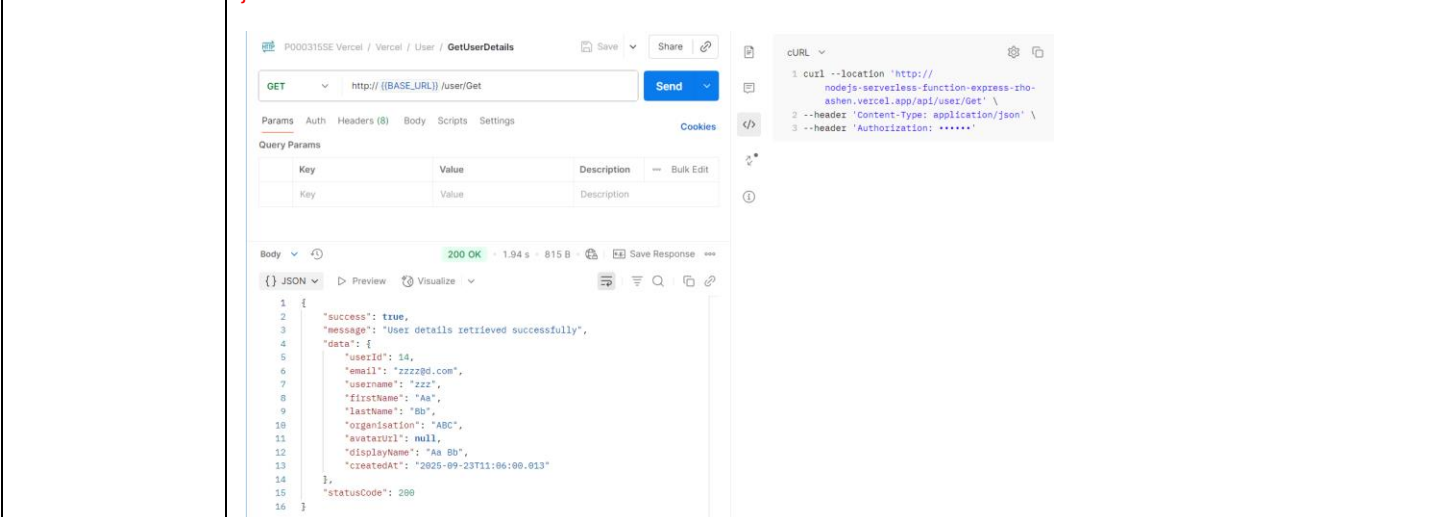 P000315SE Vercel / Vercel / User / GetUserDetails
Save
Share
GET
http:// {{BASE_URL}} /user/Get
Send
Params Auth Headers (8) Body Scripts Settings
Cookies
Query Params
Key Value Description Bulk Edit
Key Value Description
Body
200 OK • 1.94 s • 815 B
Save Response
{} JSON
Preview
Visualize
1 {
2 "success": true,
3 "message": "User details retrieved successfully",
4 "data": {
5 "userId": 14,
6 "email": "zzzz@d.com",
7 "username": "zzz",
8 "firstName": "Aa",
9 "lastName": "Bb",
10 "organisation": "ABC",
11 "avatarUrl": null,
12 "displayName": "Aa Bb",
13 "createdAt": "2025-09-23T11:06:00.013"
14 },
15 "statusCode": 200
16 }
cURL
1 curl --location 'http://
nodejs-serverless-function-express-rho-
ashen.vercel.app/api/user/Get' \
2 --header 'Content-Type: application/json' \
3 --header 'Authorization: ••••••'